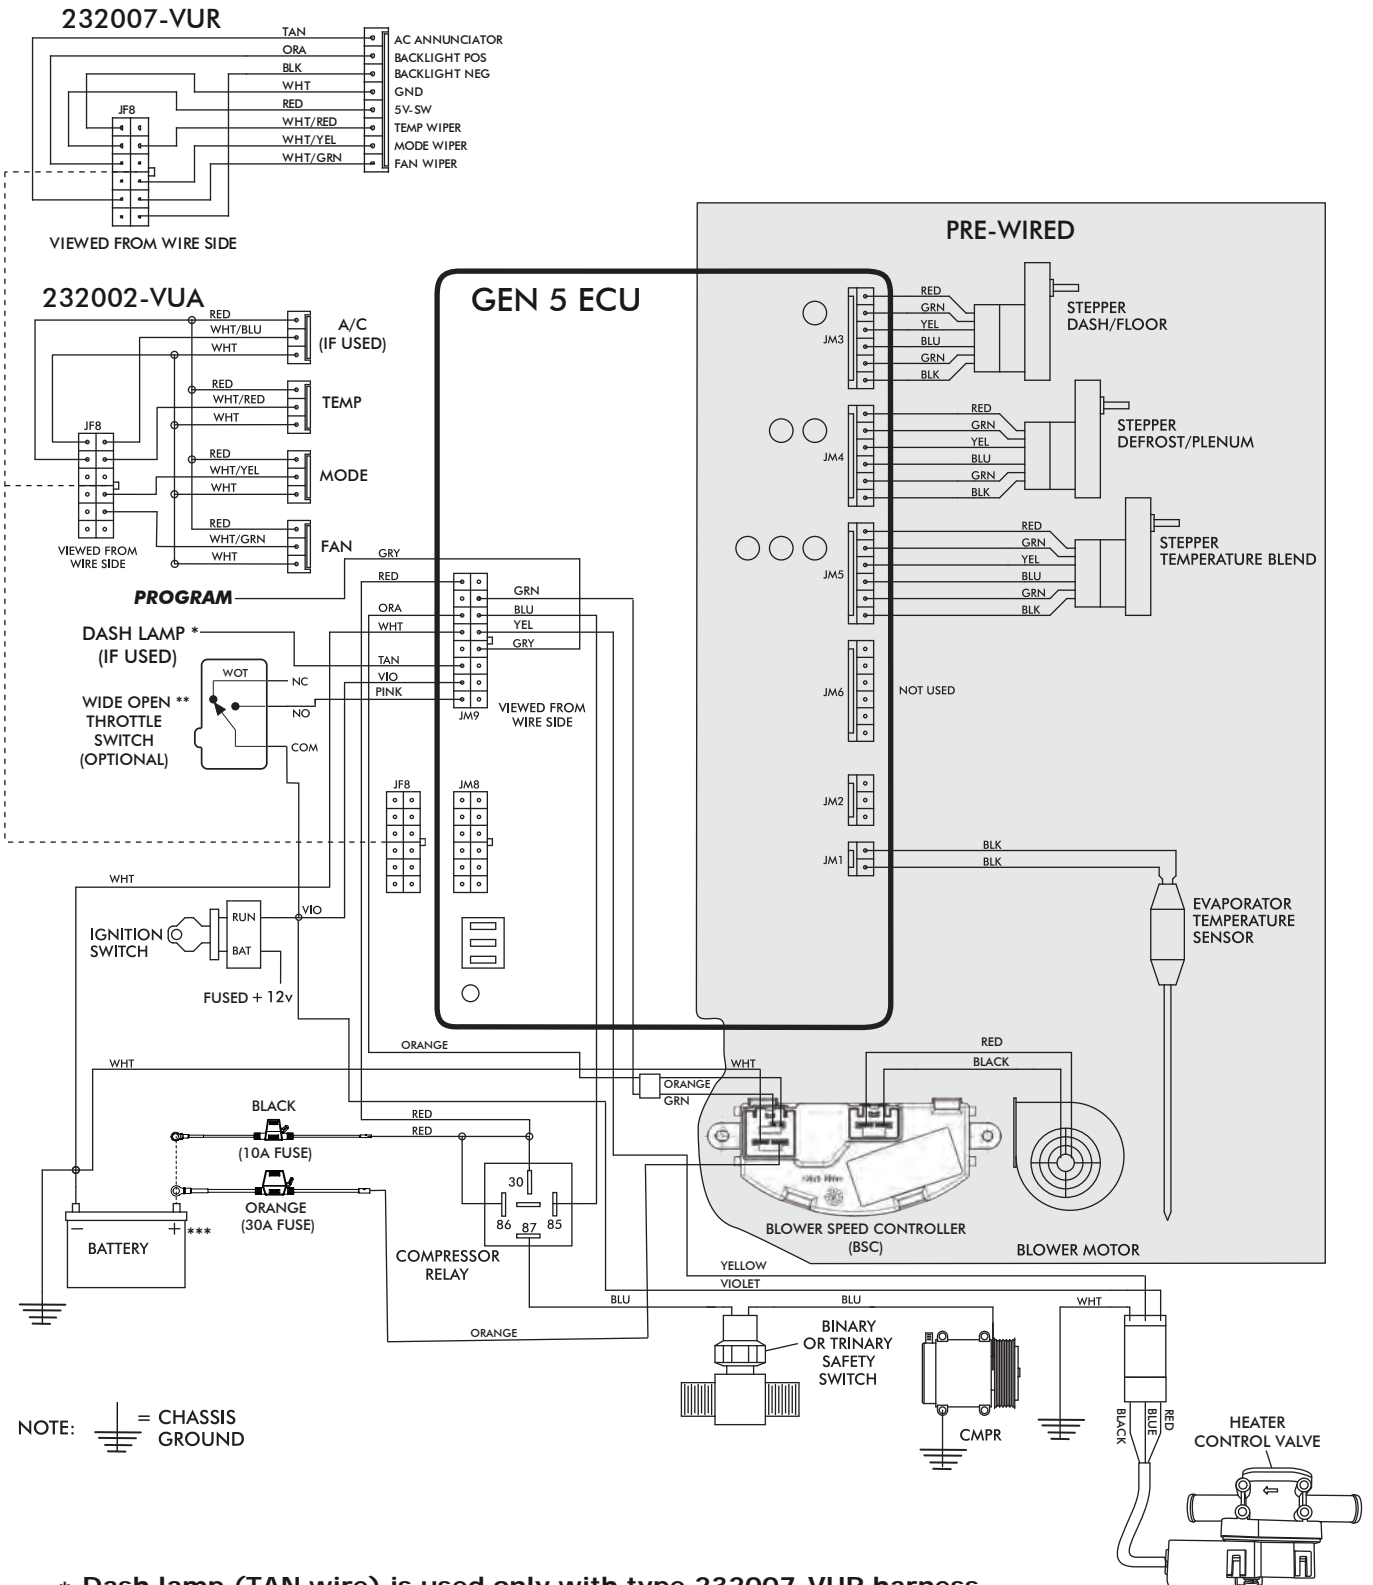 232007-VUR
TAN
ORA
BLK
WHT
RED
WHT/RED
WHT/YEL
WHT/GRN
AC ANNUNCIATOR
BACKLIGHT POS
BACKLIGHT NEG
GND
5V-SW
TEMP WIPER
MODE WIPER
FAN WIPER
JF8
VIEWED FROM WIRE SIDE
232002-VUA
RED
WHT/BLU
WHT
A/C
(IF USED)
RED
WHT/RED
WHT
TEMP
JF8
RED
WHT/YEL
WHT
MODE
RED
WHT/GRN
WHT
FAN
VIEWED FROM
WIRE SIDE
PROGRAM
DASH LAMP *
(IF USED)
WOT
NC
NO
COM
WIDE OPEN **
THROTTLE
SWITCH
(OPTIONAL)
GRY
RED
ORA
WHT
TAN
VIO
PINK
GEN 5 ECU
GRN
BLU
YEL
GRY
JM9
VIEWED FROM
WIRE SIDE
JF8
JM8
PRE-WIRED
JM3
RED
GRN
YEL
BLU
GRN
BLK
STEPPER
DASH/FLOOR
JM4
RED
GRN
YEL
BLU
GRN
BLK
STEPPER
DEFROST/PLENUM
JM5
RED
GRN
YEL
BLU
GRN
BLK
STEPPER
TEMPERATURE BLEND
JM6
NOT USED
JM2
JM1
BLK
BLK
EVAPORATOR
TEMPERATURE
SENSOR
WHT
VIO
IGNITION
SWITCH
RUN
BAT
FUSED + 12v
ORANGE
WHT
WHT
ORANGE
GRN
RED
BLACK
BLACK
(10A FUSE)
RED
RED
ORANGE
(30A FUSE)
30
86
87
85
COMPRESSOR
RELAY
− + ***
BATTERY
BLOWER SPEED CONTROLLER
(BSC)
BLOWER MOTOR
YELLOW
VIOLET
BLU
BLU
WHT
ORANGE
BINARY
OR TRINARY
SAFETY
SWITCH
CMPR
BLACK
BLUE
RED
HEATER
CONTROL VALVE
NOTE:
= CHASSIS
GROUND
* Dash lamp (TAN wire) is used only with type 232007-VUR harness